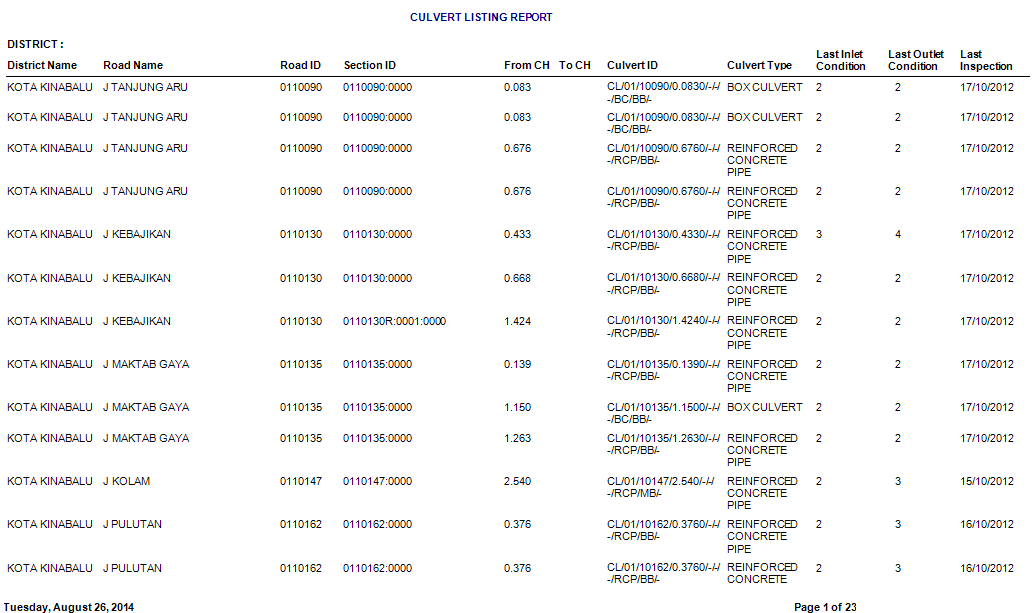 CULVERT LISTING REPORT
DISTRICT :
Last Inlet Last Outlet Last
District Name Road Name Road ID Section ID From CH To CH Culvert ID Culvert Type Condition Condition Inspection
KOTA KINABALU J TANJUNG ARU 0110090 0110090:0000 0.083 CL/01/10090/0.0830/-/-/ BOX CULVERT 2 2 17/10/2012
-/BC/BB/-
KOTA KINABALU J TANJUNG ARU 0110090 0110090:0000 0.083 CL/01/10090/0.0830/-/-/ BOX CULVERT 2 2 17/10/2012
-/BC/BB/-
KOTA KINABALU J TANJUNG ARU 0110090 0110090:0000 0.676 CL/01/10090/0.6760/-/-/ REINFORCED 2 2 17/10/2012
-/RCP/BB/- CONCRETE
PIPE
KOTA KINABALU J TANJUNG ARU 0110090 0110090:0000 0.676 CL/01/10090/0.6760/-/-/ REINFORCED 2 2 17/10/2012
-/RCP/BB/- CONCRETE
PIPE
KOTA KINABALU J KEBAJIKAN 0110130 0110130:0000 0.433 CL/01/10130/0.4330/-/-/ REINFORCED 3 4 17/10/2012
-/RCP/BB/- CONCRETE
PIPE
KOTA KINABALU J KEBAJIKAN 0110130 0110130:0000 0.668 CL/01/10130/0.6680/-/-/ REINFORCED 2 2 17/10/2012
-/RCP/BB/- CONCRETE
PIPE
KOTA KINABALU J KEBAJIKAN 0110130 0110130R:0001:0000 1.424 CL/01/10130/1.4240/-/-/ REINFORCED 2 2 17/10/2012
-/RCP/BB/- CONCRETE
PIPE
KOTA KINABALU J MAKTAB GAYA 0110135 0110135:0000 0.139 CL/01/10135/0.1390/-/-/ REINFORCED 2 2 17/10/2012
-/RCP/BB/- CONCRETE
PIPE
KOTA KINABALU J MAKTAB GAYA 0110135 0110135:0000 1.150 CL/01/10135/1.1500/-/-/ BOX CULVERT 2 2 17/10/2012
-/BC/BB/-
KOTA KINABALU J MAKTAB GAYA 0110135 0110135:0000 1.263 CL/01/10135/1.2630/-/-/ REINFORCED 2 2 17/10/2012
-/RCP/BB/- CONCRETE
PIPE
KOTA KINABALU J KOLAM 0110147 0110147:0000 2.540 CL/01/10147/2.540/-/-/ REINFORCED 2 3 15/10/2012
-/RCP/MB/- CONCRETE
PIPE
KOTA KINABALU J PULUTAN 0110162 0110162:0000 0.376 CL/01/10162/0.3760/-/-/ REINFORCED 2 3 16/10/2012
-/RCP/BB/- CONCRETE
PIPE
KOTA KINABALU J PULUTAN 0110162 0110162:0000 0.376 CL/01/10162/0.3760/-/-/ REINFORCED 2 3 16/10/2012
-/RCP/BB/- CONCRETE
Tuesday, August 26, 2014 Page 1 of 23